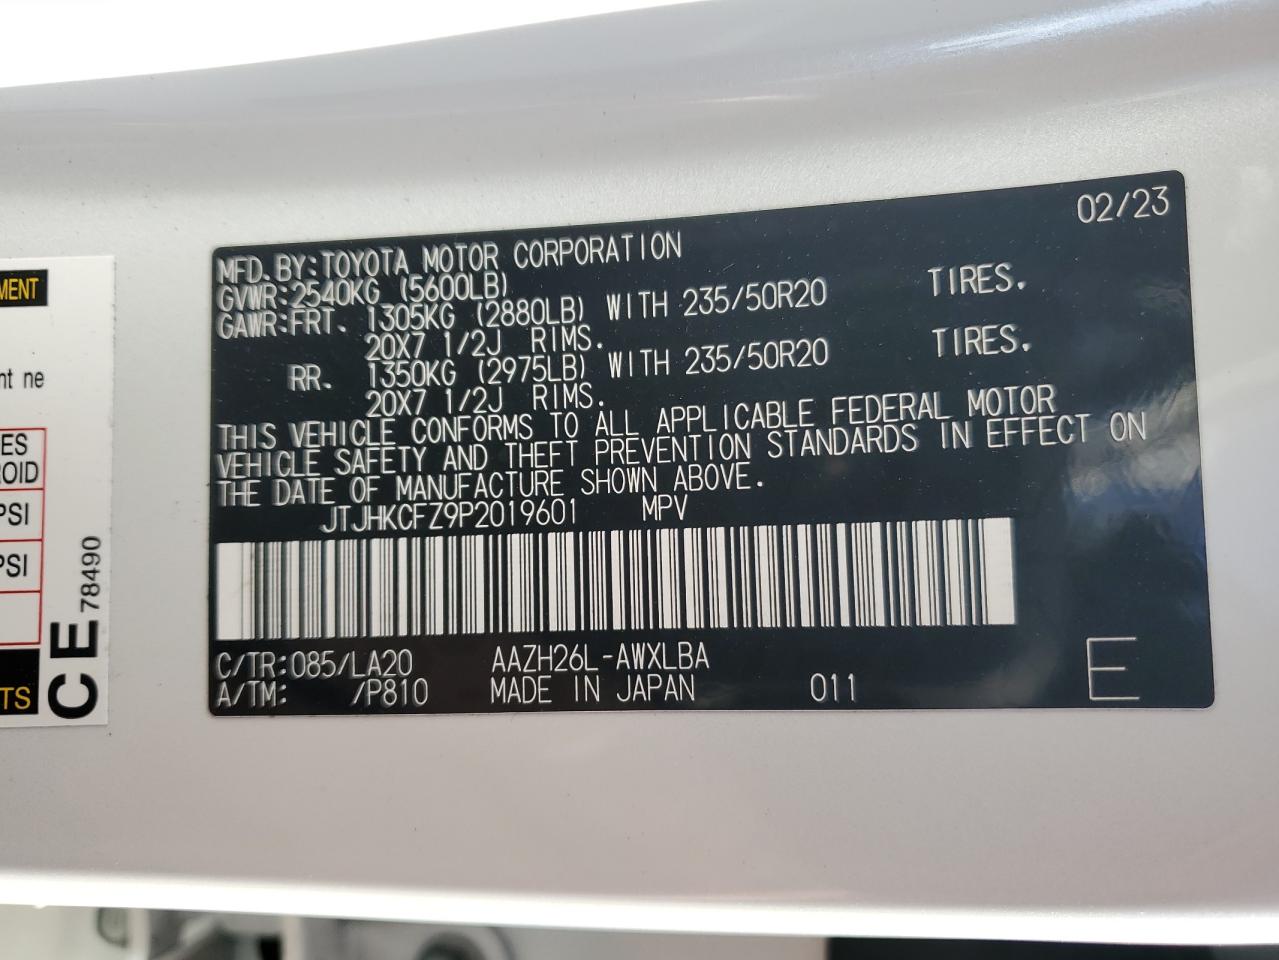 02/23
MFD.BY:TOYOTA MOTOR CORPORATION
GVWR:2540KG (5600LB)
GAWR:FRT. 1305KG (2880LB) WITH 235/50R20 TIRES.
20X7 1/2J RIMS.
RR. 1350KG (2975LB) WITH 235/50R20 TIRES.
20X7 1/2J RIMS.
THIS VEHICLE CONFORMS TO ALL APPLICABLE FEDERAL MOTOR
VEHICLE SAFETY AND THEFT PREVENTION STANDARDS IN EFFECT ON
THE DATE OF MANUFACTURE SHOWN ABOVE.
JTJHKCFZ9P2019601 MPV
C/TR:085/LA20 AAZH26L-AWXLBA
A/TM: /P810 MADE IN JAPAN 011 E
MENT
nt ne
ES
ROID
PSI
PSI
TS
CE 78490